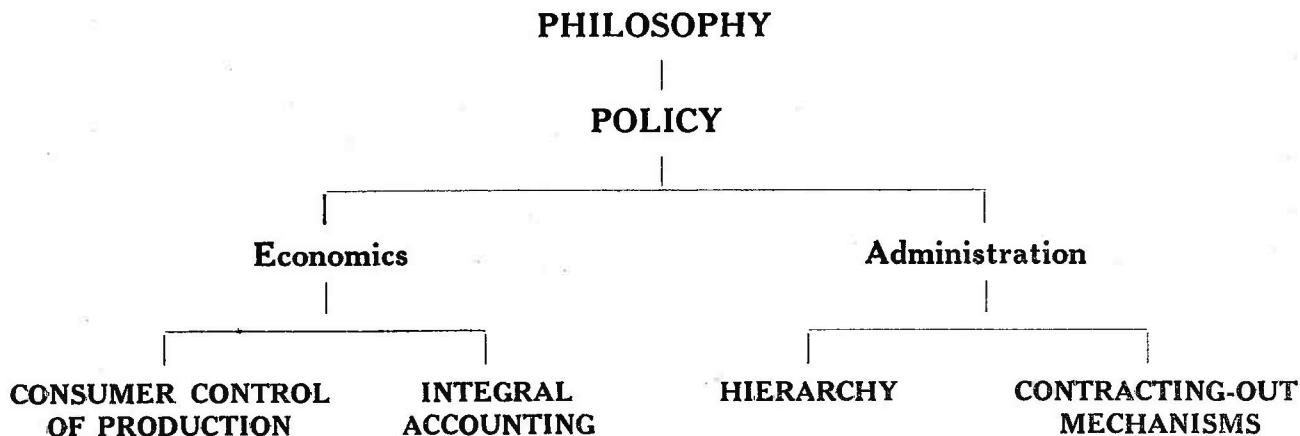 PHILOSOPHY
POLICY
Economics
Administration
CONSUMER CONTROL
OF PRODUCTION
INTEGRAL
ACCOUNTING
HIERARCHY
CONTRACTING-OUT
MECHANISMS